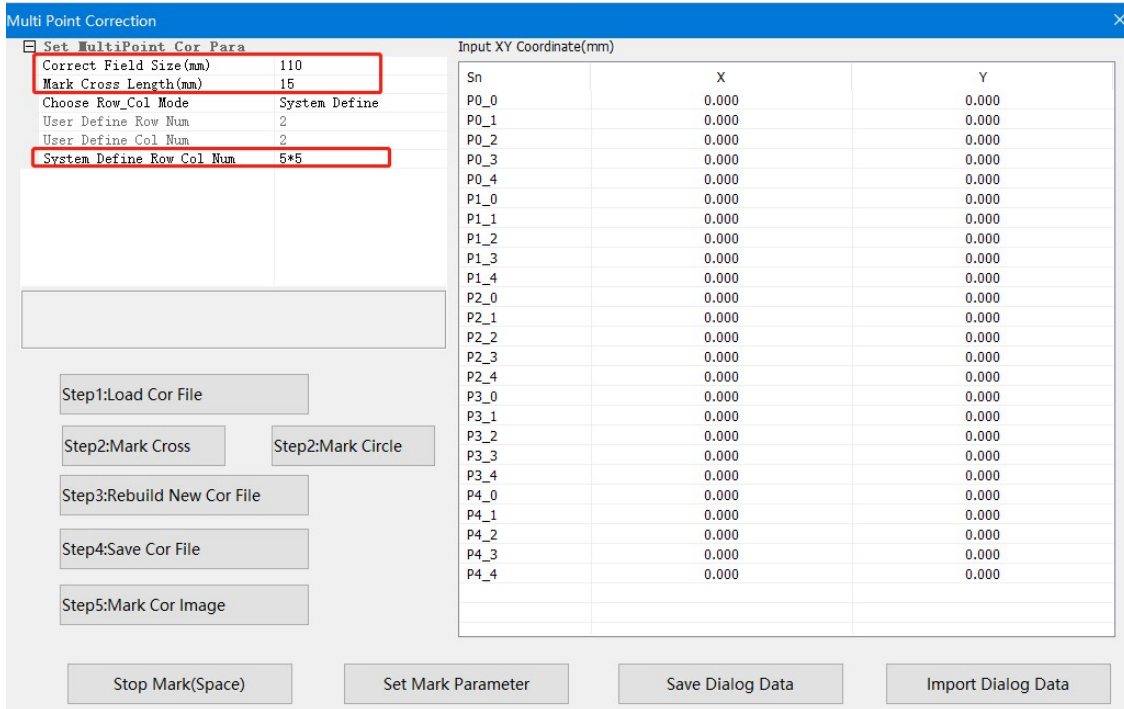 Multi Point Correction
Set MultiPoint Cor Para
Correct Field Size(mm) 110
Mark Cross Length(mm) 15
Choose Row_Col Mode System Define
User Define Row Num 2
User Define Col Num 2
System Define Row Col Num 5*5
Step1:Load Cor File
Step2:Mark Cross Step2:Mark Circle
Step3:Rebuild New Cor File
Step4:Save Cor File
Step5:Mark Cor Image
Input XY Coordinate(mm)
Sn X Y
P0_0 0.000 0.000
P0_1 0.000 0.000
P0_2 0.000 0.000
P0_3 0.000 0.000
P0_4 0.000 0.000
P1_0 0.000 0.000
P1_1 0.000 0.000
P1_2 0.000 0.000
P1_3 0.000 0.000
P1_4 0.000 0.000
P2_0 0.000 0.000
P2_1 0.000 0.000
P2_2 0.000 0.000
P2_3 0.000 0.000
P2_4 0.000 0.000
P3_0 0.000 0.000
P3_1 0.000 0.000
P3_2 0.000 0.000
P3_3 0.000 0.000
P3_4 0.000 0.000
P4_0 0.000 0.000
P4_1 0.000 0.000
P4_2 0.000 0.000
P4_3 0.000 0.000
P4_4 0.000 0.000
Stop Mark(Space) Set Mark Parameter Save Dialog Data Import Dialog Data